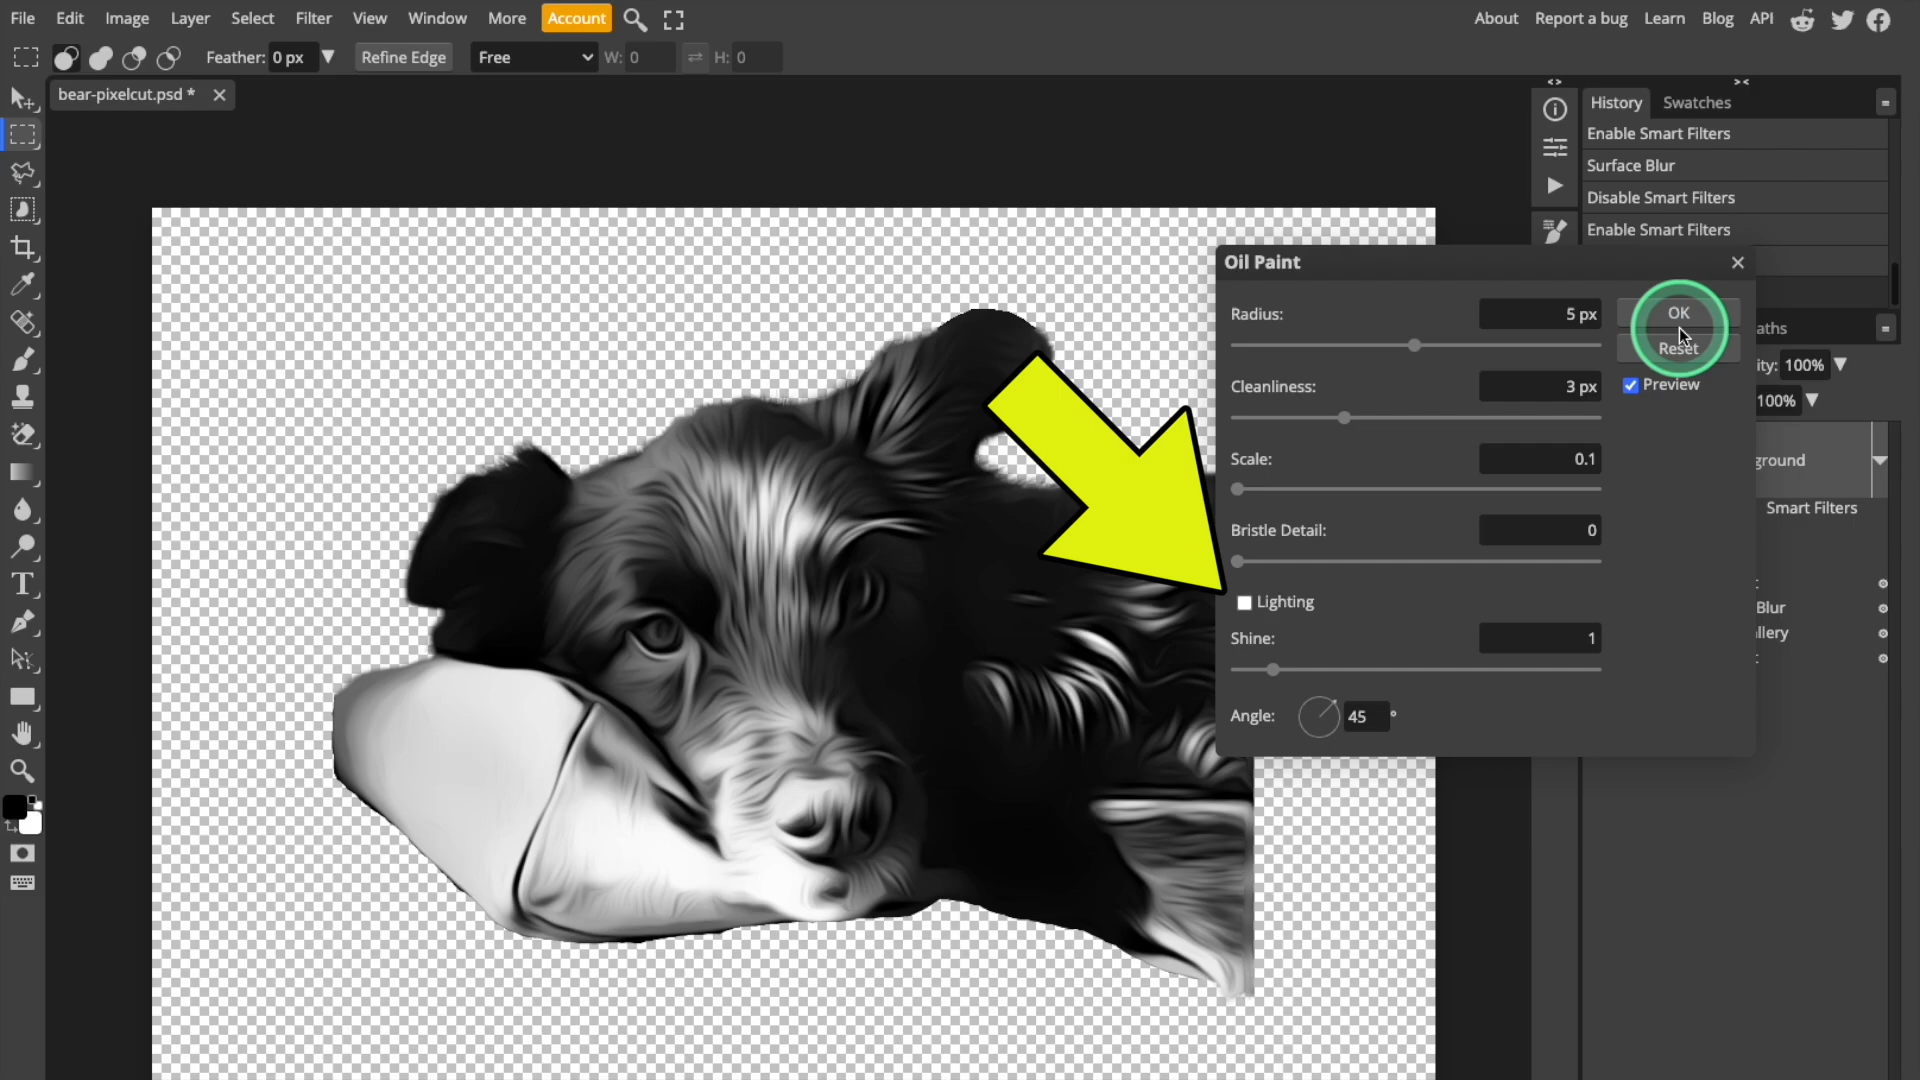 File Edit Image Layer Select Filter View Window More Account
About Report a bug Learn Blog API
Feather: 0 px Refine Edge Free W: 0 H: 0
bear-pixelcut.psd *
History Swatches
Enable Smart Filters
Surface Blur
Disable Smart Filters
Enable Smart Filters
Oil Paint
Radius: 5 px OK
Reset
Cleanliness: 3 px Preview
Scale: 0.1
Bristle Detail: 0
Lighting
Shine: 1
Angle: 45 °
aths
ity: 100%
100%
ground
Smart Filters
Blur
llery
T